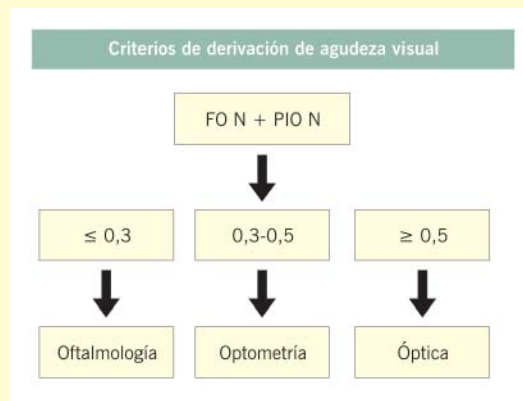 Criterios de derivación de agudeza visual
FO N + PIO N
≤ 0,3
0,3-0,5
≥ 0,5
Oftalmología
Optometría
Óptica